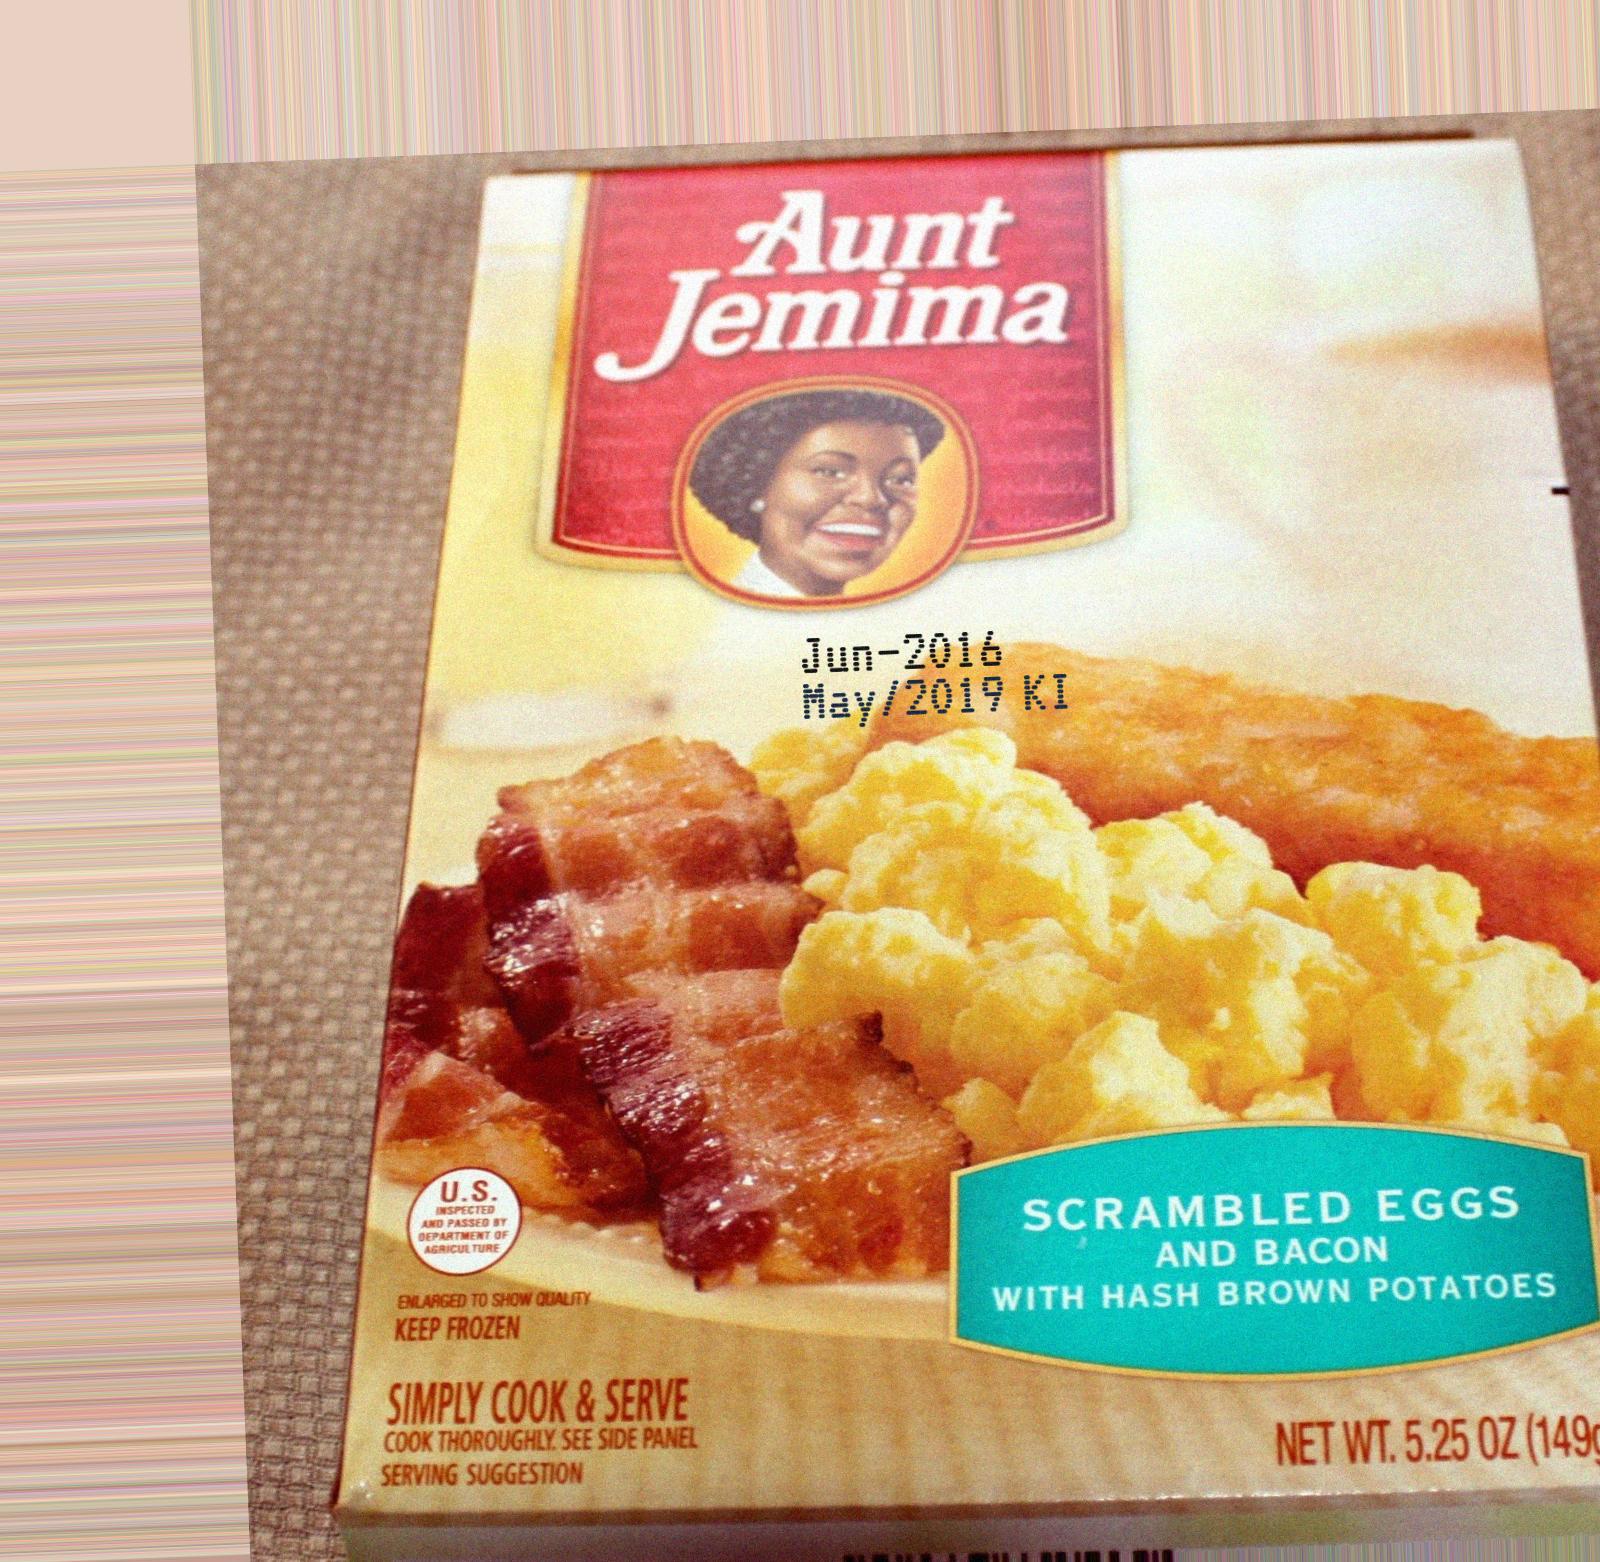 Aunt
Jemima
Jun-2016
May/2019 KI
U.S.
INSPECTED
AND PASSED BY
DEPARTMENT OF
AGRICULTURE
SCRAMBLED EGGS
AND BACON
WITH HASH BROWN POTATOES
ENLARGED TO SHOW QUALITY
KEEP FROZEN
SIMPLY COOK & SERVE
COOK THOROUGHLY. SEE SIDE PANEL
SERVING SUGGESTION
NET WT. 5.25 OZ (149g